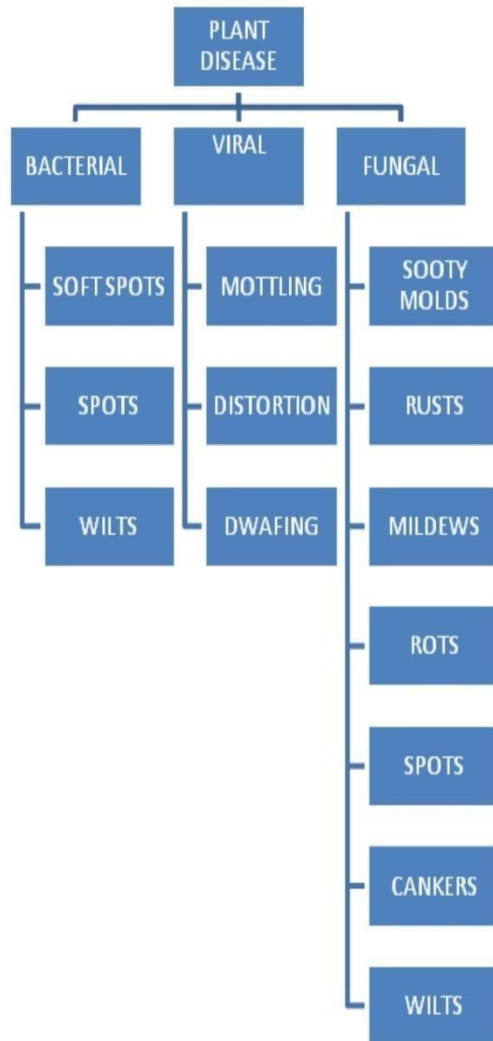 PLANT
DISEASE
BACTERIAL
VIRAL
FUNGAL
SOFT SPOTS
MOTTLING
SOOTY
MOLDS
SPOTS
DISTORTION
RUSTS
WILTS
DWAFING
MILDEWS
ROTS
SPOTS
CANKERS
WILTS